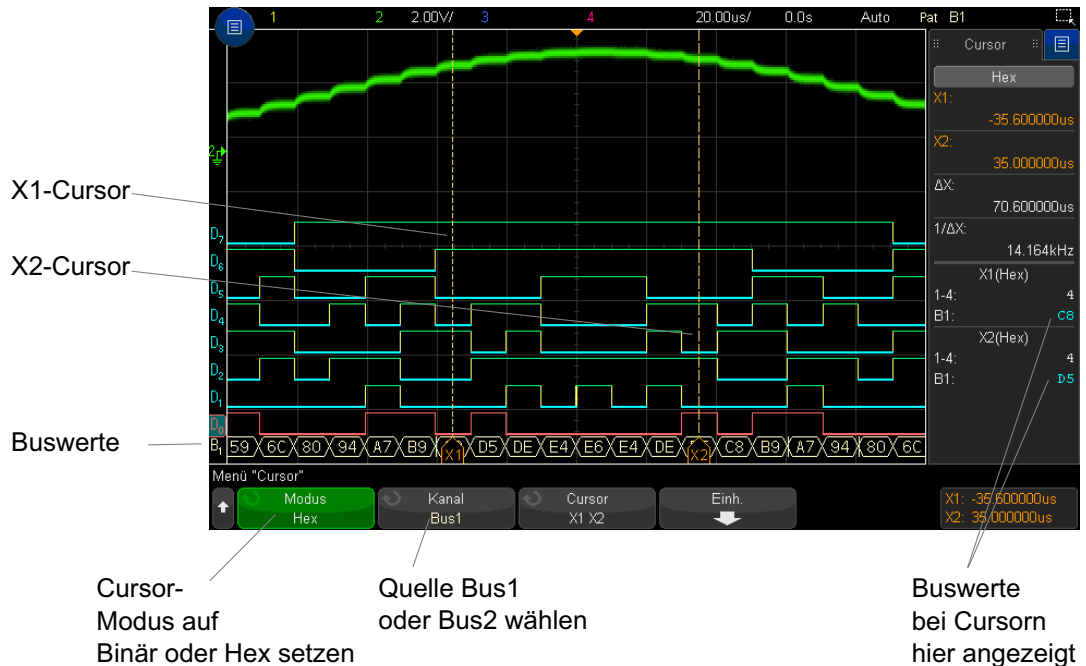 1 2 2.00V/ 3 4 20.00us/ 0.0s Auto Pat B1
Cursor
Hex
X1:
-35.600000us
X2:
35.000000us
ΔX:
70.600000us
1/ΔX:
14.164kHz
X1(Hex)
1-4: 4
B1: C8
X2(Hex)
1-4: 4
B1: D5
2
X1-Cursor
X2-Cursor
Buswerte
D7
D6
D5
D4
D3
D2
D1
D0
B1 59 6C 80 94 A7 B9 X1 D5 DE E4 E6 E4 DE X2 C8 B9 A7 94 80 6C
Menü "Cursor"
Modus
Hex
Kanal
Bus1
Cursor
X1 X2
Einh.
X1: -35.600000us
X2: 35.000000us
Cursor-
Modus auf
Binär oder Hex setzen
Quelle Bus1
oder Bus2 wählen
Buswerte
bei Cursorn
hier angezeigt